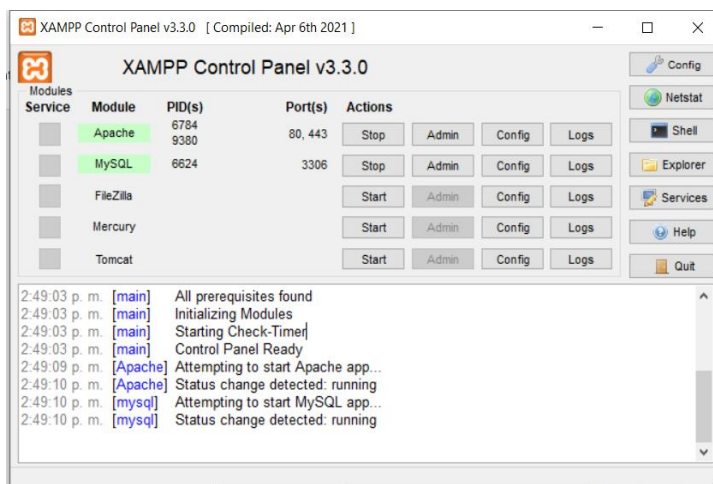 XAMPP Control Panel v3.3.0 [ Compiled: Apr 6th 2021 ]
XAMPP Control Panel v3.3.0
Config
Netstat
Shell
Explorer
Services
Help
Quit
Modules
Service Module PID(s) Port(s) Actions
Apache 6784 9380 80, 443 Stop Admin Config Logs
MySQL 6624 3306 Stop Admin Config Logs
FileZilla Start Admin Config Logs
Mercury Start Admin Config Logs
Tomcat Start Admin Config Logs
2:49:03 p. m. [main] All prerequisites found
2:49:03 p. m. [main] Initializing Modules
2:49:03 p. m. [main] Starting Check-Timer
2:49:03 p. m. [main] Control Panel Ready
2:49:09 p. m. [Apache] Attempting to start Apache app...
2:49:10 p. m. [Apache] Status change detected: running
2:49:10 p. m. [mysql] Attempting to start MySQL app...
2:49:10 p. m. [mysql] Status change detected: running